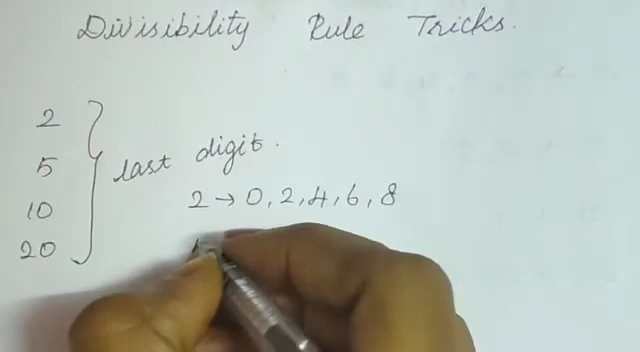 Divisibility Rule Tricks.
2
5
10
20
last digit.
2 → 0, 2, 4, 6, 8